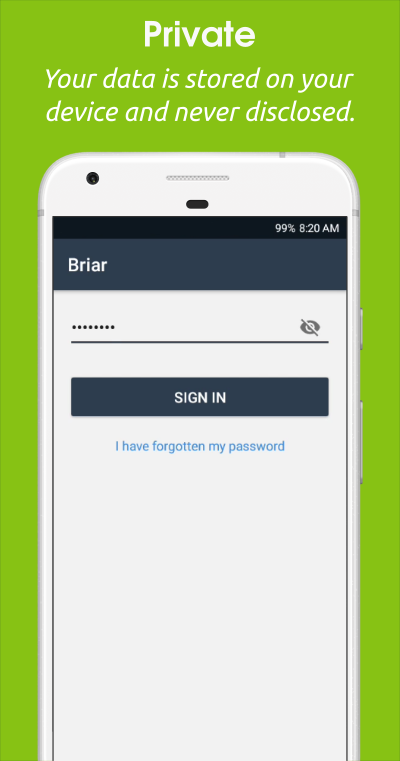 Private
Your data is stored on your
device and never disclosed.
99% 8:20 AM
Briar
••••••••
SIGN IN
I have forgotten my password